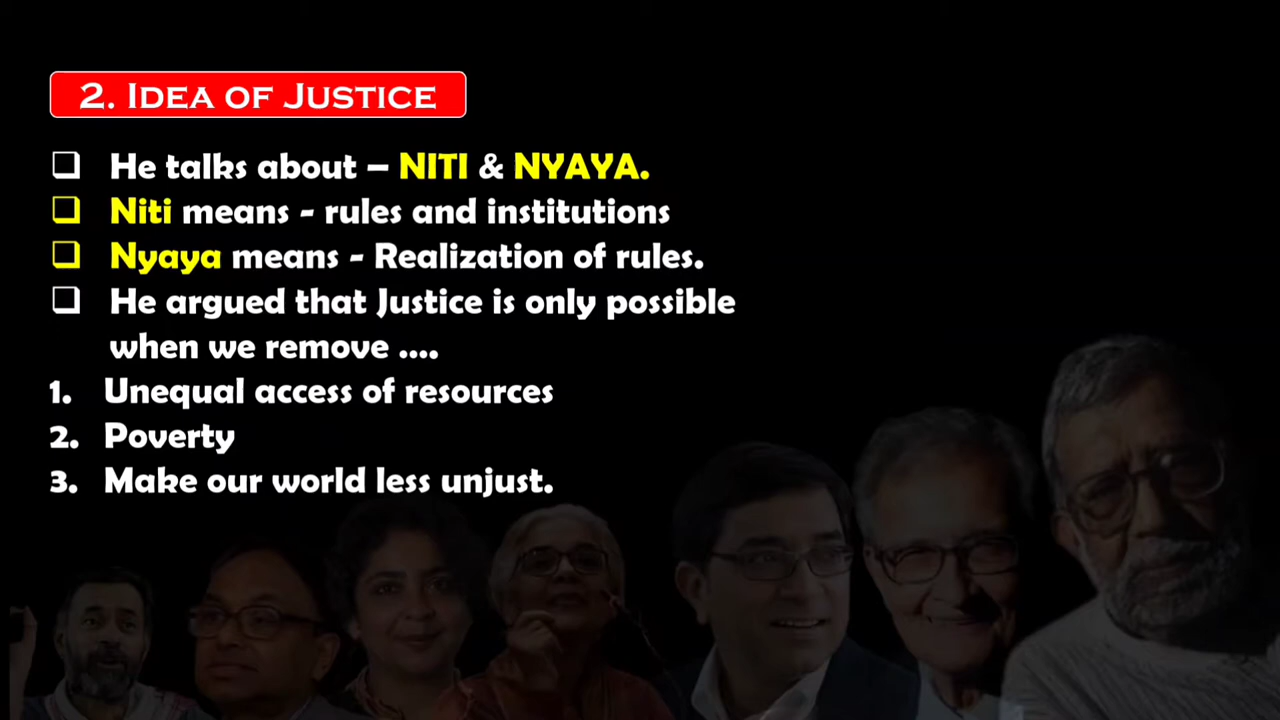 2. Idea of Justice
❑ He talks about – NITI & NYAYA.
❑ Niti means - rules and institutions
❑ Nyaya means - Realization of rules.
❑ He argued that Justice is only possible
when we remove ....
1. Unequal access of resources
2. Poverty
3. Make our world less unjust.